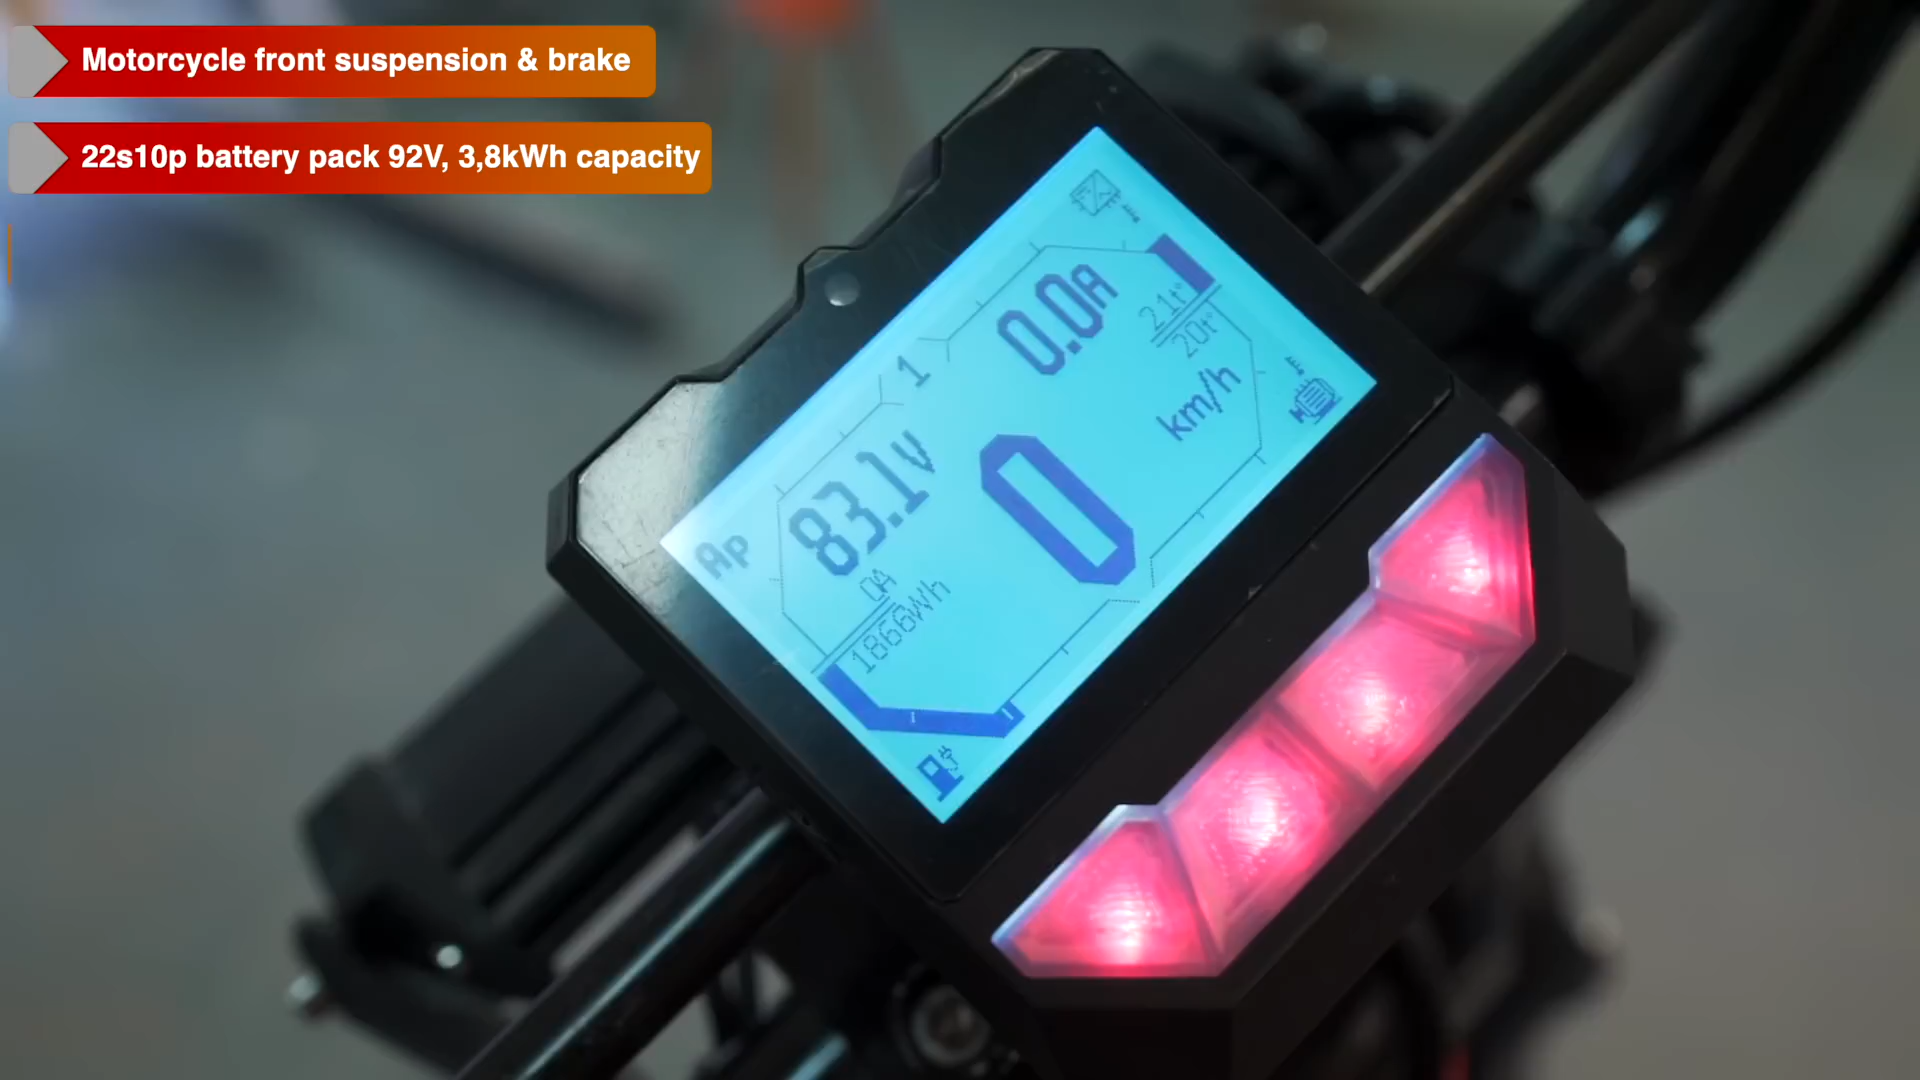 Motorcycle front suspension & brake
22s10p battery pack 92V, 3,8kWh capacity
Ap
83.1v
1
0.0A
0A
1866Wh
0
km/h
21t°
20t°